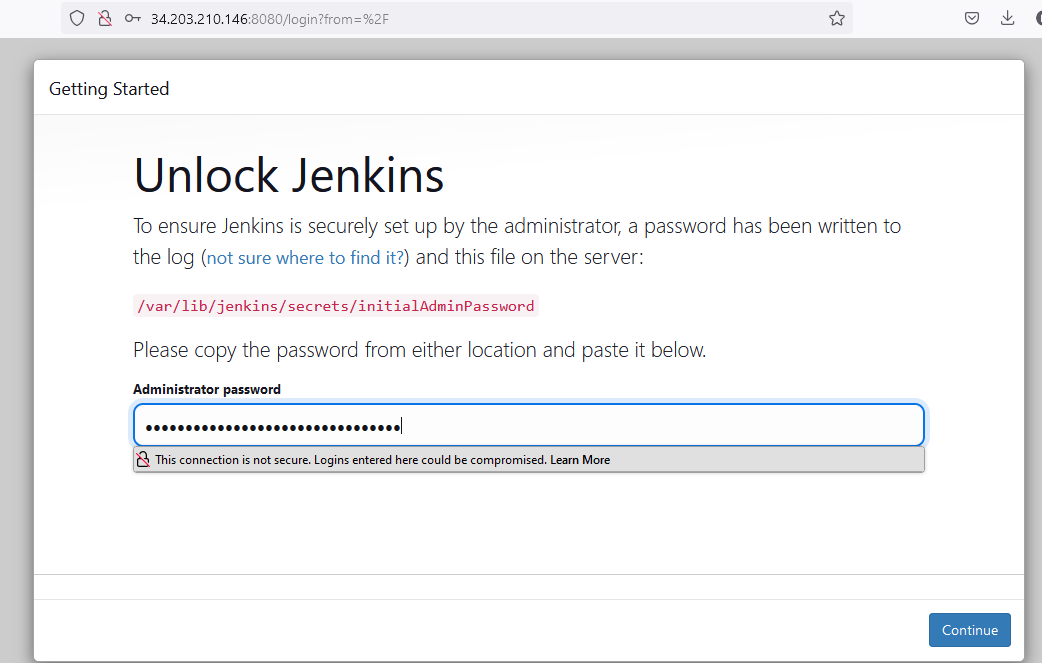 34.203.210.146:8080/login?from=%2F
Getting Started
Unlock Jenkins
To ensure Jenkins is securely set up by the administrator, a password has been written to
the log (not sure where to find it?) and this file on the server:
/var/lib/jenkins/secrets/initialAdminPassword
Please copy the password from either location and paste it below.
Administrator password
••••••••••••••••••••••••••••••••
This connection is not secure. Logins entered here could be compromised. Learn More
Continue